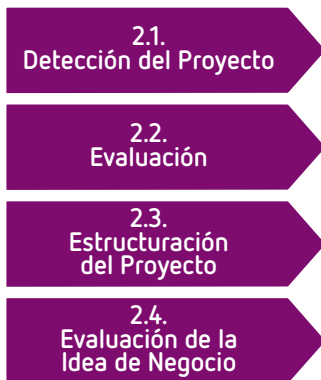 2.1.
Detección del Proyecto
2.2.
Evaluación
2.3.
Estructuración
del Proyecto
2.4.
Evaluación de la
Idea de Negocio